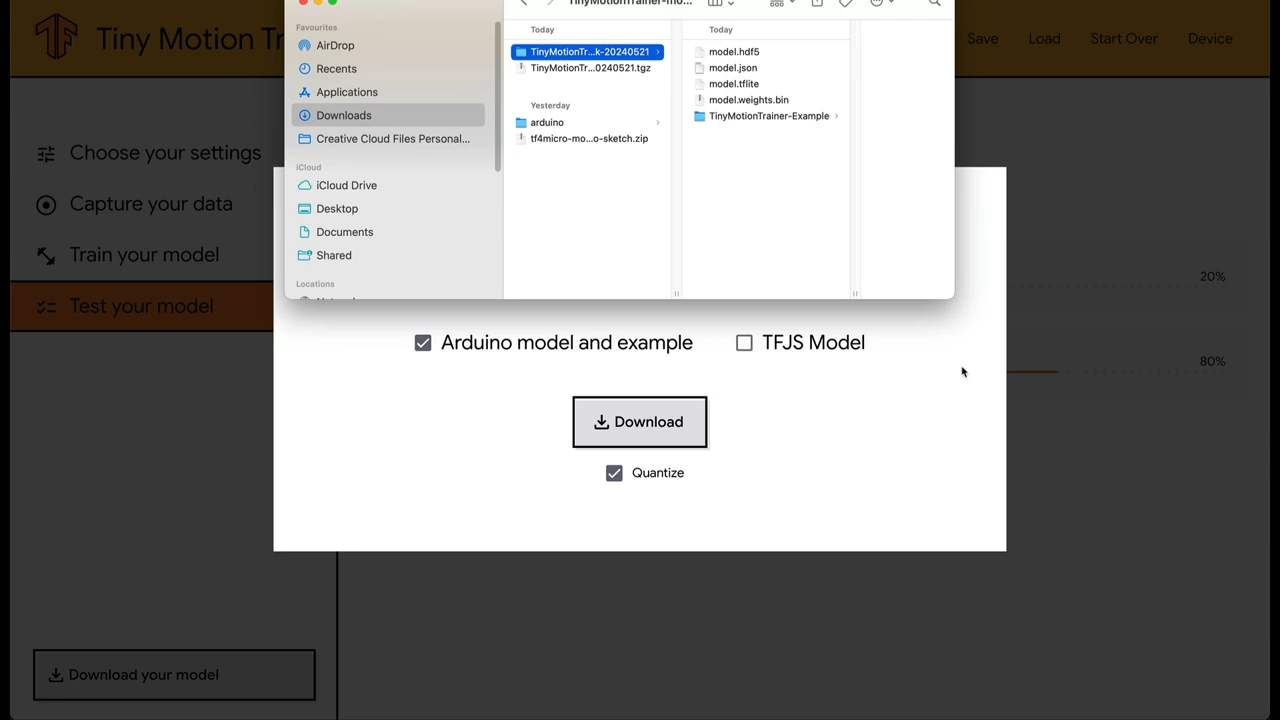 Tiny Motion Tr
Save
Load
Start Over
Device
Choose your settings
Capture your data
Train your model
Test your model
Download your model
TinyMotionTrainer-mo...
Favourites
AirDrop
Recents
Applications
Downloads
Creative Cloud Files Personal...
iCloud
iCloud Drive
Desktop
Documents
Shared
Locations
Today
TinyMotionTr...k-20240521
TinyMotionTr...0240521.tgz
Yesterday
arduino
tf4micro-mo...o-sketch.zip
Today
model.hdf5
model.json
model.tflite
model.weights.bin
TinyMotionTrainer-Example
20%
80%
Arduino model and example
TFJS Model
Download
Quantize